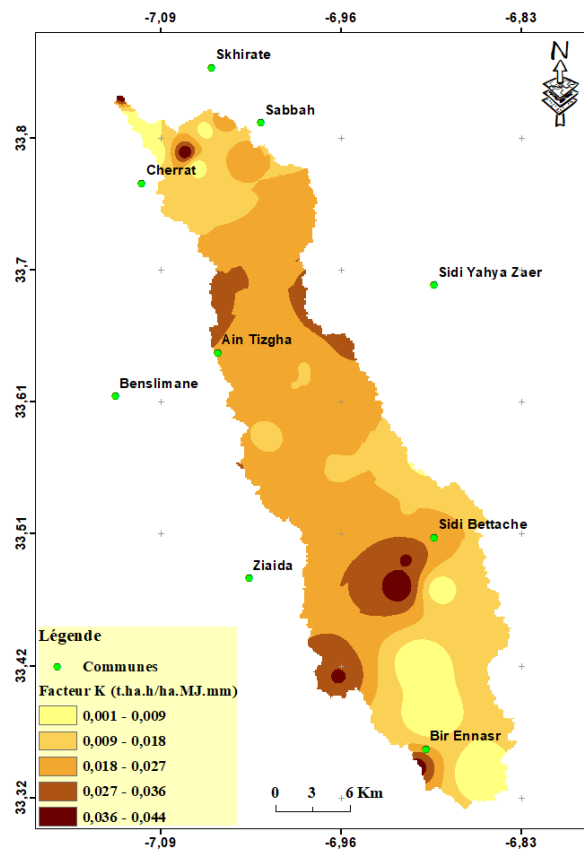 -7,09 -6,96 -6,83
Skhirate
Sabbah
33,8
Cherrat
33,7
Sidi Yahya Zaer
Ain Tizgha
Benslimane
33,61
33,51
Sidi Bettache
Ziaida
Légende
Communes
33,42
Facteur K (t.ha.h/ha.MJ.mm)
0,001 - 0,009
0,009 - 0,018
Bir Ennasr
0,018 - 0,027
0,027 - 0,036
33,32
0,036 - 0,044
0 3 6 Km
-7,09 -6,96 -6,83
N